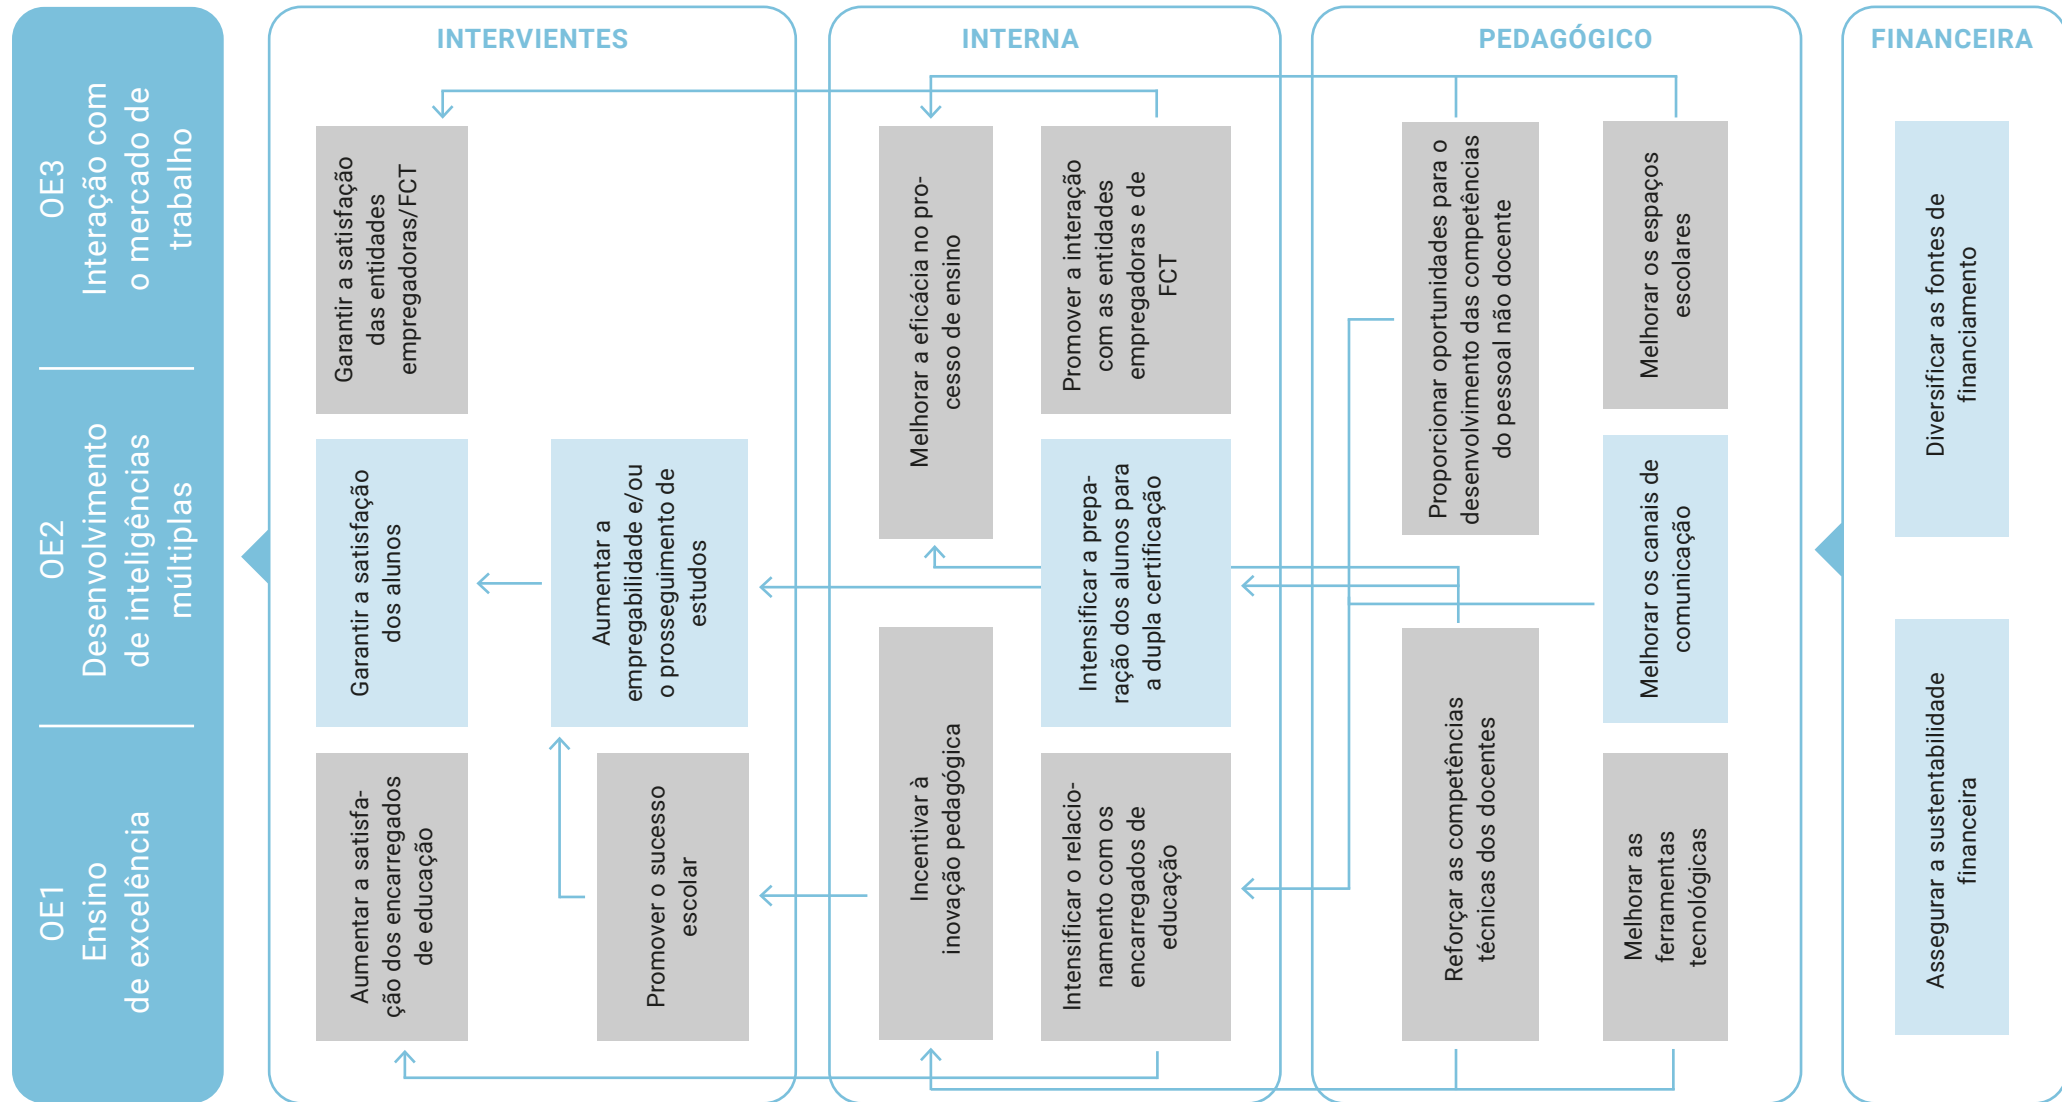 OE1
Ensino
de excelência
OE2
Desenvolvimento
de inteligências
múltiplas
OE3
Interação com
o mercado de
trabalho
INTERVIENTES
Aumentar a satisfa-
ção dos encarregados
de educação
Garantir a satisfação
dos alunos
Garantir a satisfação
das entidades
empregadoras/FCT
Promover o sucesso
escolar
Aumentar a
empregabilidade e/ou
o prosseguimento de
estudos
INTERNA
Incentivar à
inovação pedagógica
Melhorar a eficácia no pro-
cesso de ensino
Intensificar o relacio-
namento com os
encarregados de
educação
Intensificar a prepa-
ração dos alunos para
a dupla certificação
Promover a interação
com as entidades
empregadoras e de
FCT
PEDAGÓGICO
Reforçar as competências
técnicas dos docentes
Proporcionar oportunidades para o
desenvolvimento das competências
do pessoal não docente
Melhorar as
ferramentas
tecnológicas
Melhorar os canais de
comunicação
Melhorar os espaços
escolares
FINANCEIRA
Assegurar a sustentabilidade
financeira
Diversificar as fontes de
financiamento